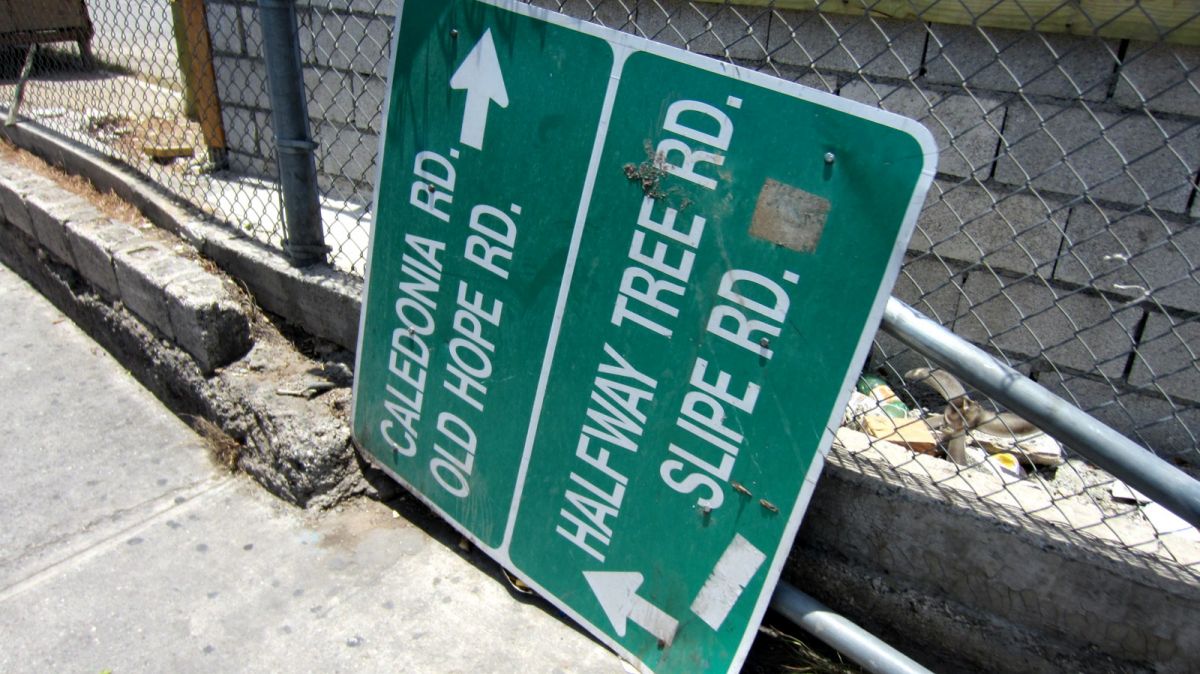 CALEDONIA RD.
OLD HOPE RD.
HALFWAY TREE RD.
SLIPE RD.